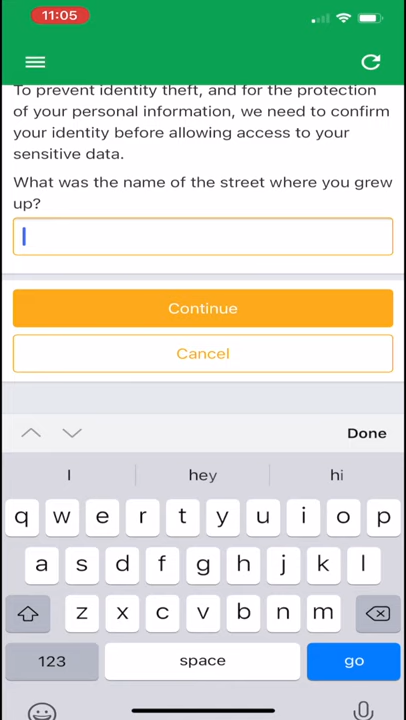 11:05
To prevent identity theft, and for the protection
of your personal information, we need to confirm
your identity before allowing access to your
sensitive data.
What was the name of the street where you grew
up?
Continue
Cancel
Done
I hey hi
q w e r t y u i o p
a s d f g h j k l
z x c v b n m
123 space go